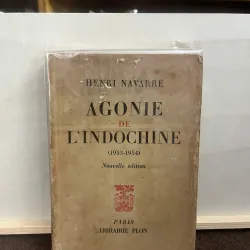 HENRI NAVARRE
AGONIE
DE
L'INDOCHINE
(1953-1954)
Nouvelle édition
PARIS
LIBRAIRIE PLON